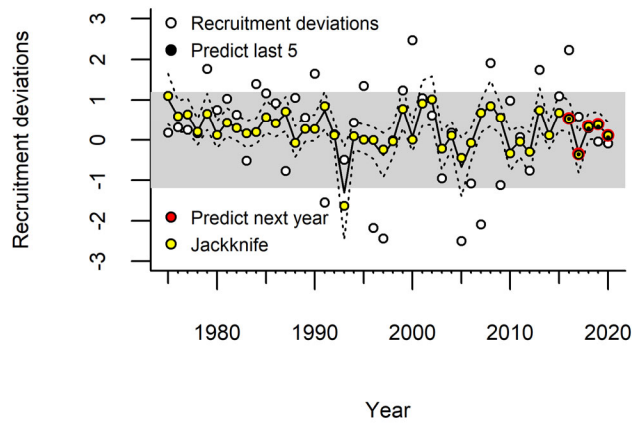 3
2
1
0
-1
-2
-3
Recruitment deviations
Recruitment deviations
Predict last 5
Predict next year
Jackknife
1980 1990 2000 2010 2020
Year